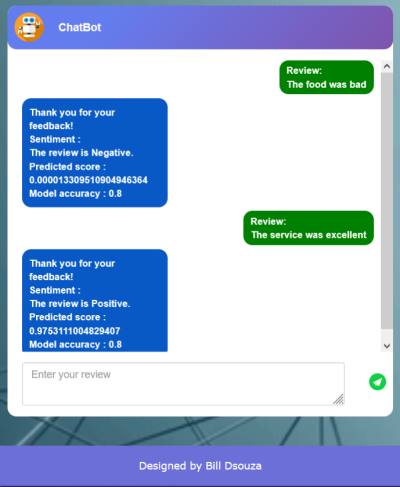 ChatBot
Review:
The food was bad
Thank you for your
feedback!
Sentiment :
The review is Negative.
Predicted score :
0.000013309510904946364
Model accuracy : 0.8
Review:
The service was excellent
Thank you for your
feedback!
Sentiment :
The review is Positive.
Predicted score :
0.9753111004829407
Model accuracy : 0.8
Enter your review
Designed by Bill Dsouza